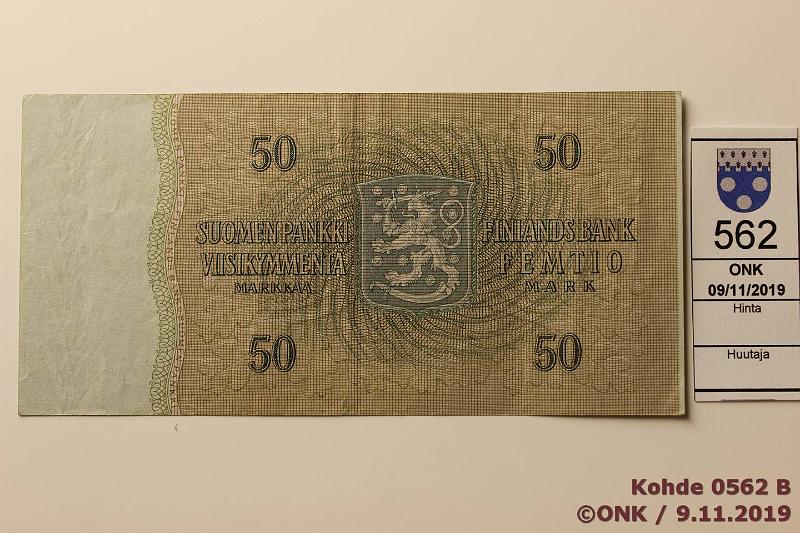 50 50
SUOMEN PANKKI FINLANDS BANK
VIISIKYMMENTÄ FEMTIO
MARKKAA MARK
50 50
562
ONK
09/11/2019
Hinta
Huutaja
Kohde 0562 B
©ONK / 9.11.2019